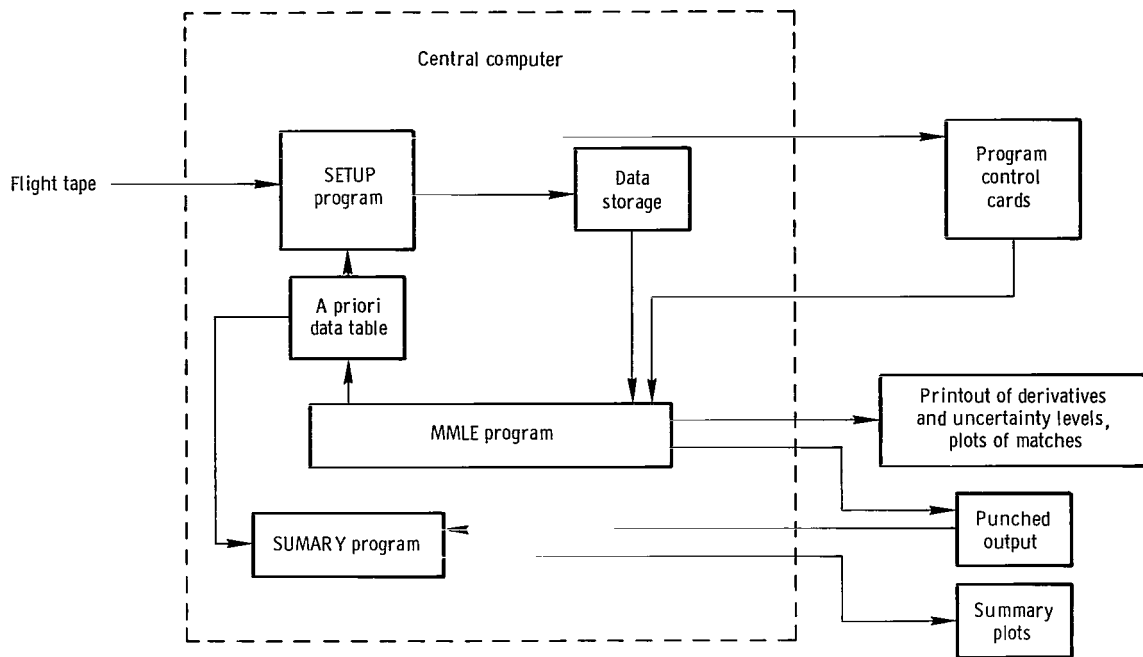 Central computer
Flight tape
SETUP
program
Data
storage
Program
control
cards
A priori
data table
MMLE program
Printout of derivatives
and uncertainty levels,
plots of matches
SUMARY program
Punched
output
Summary
plots